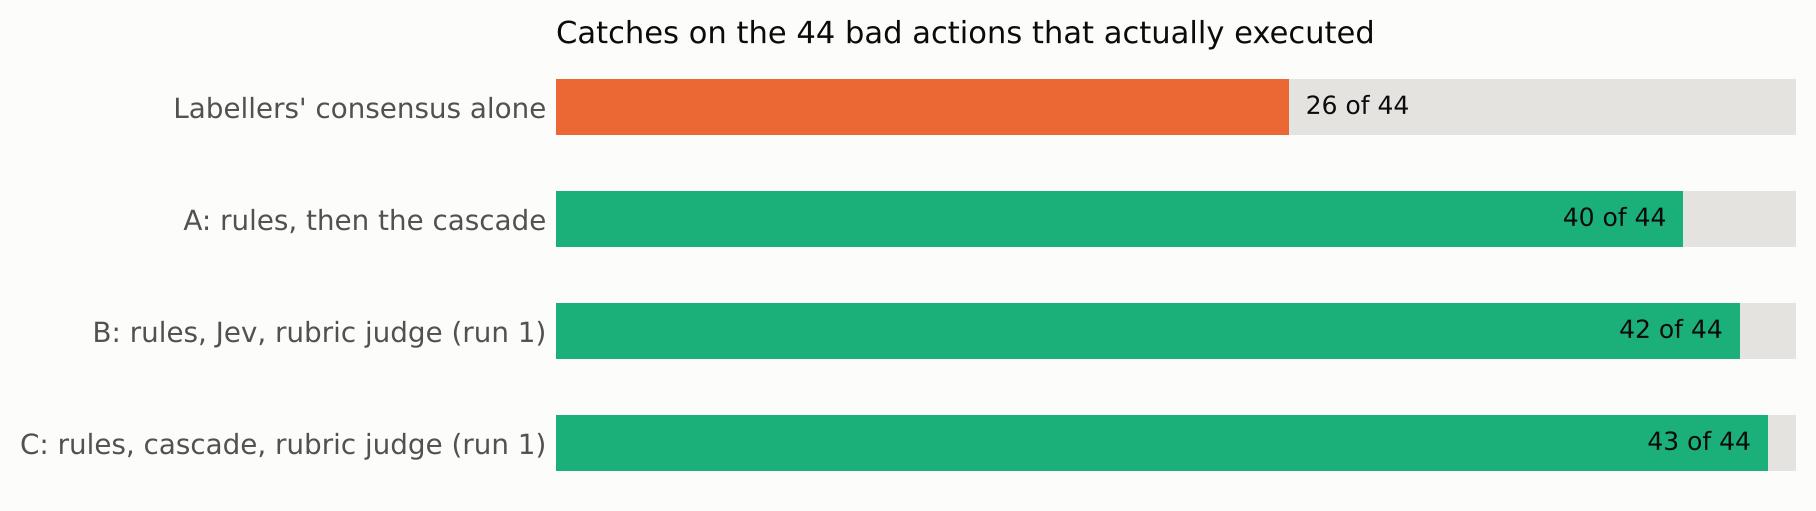 Catches on the 44 bad actions that actually executed
Labellers' consensus alone
26 of 44
A: rules, then the cascade
40 of 44
B: rules, Jev, rubric judge (run 1)
42 of 44
C: rules, cascade, rubric judge (run 1)
43 of 44